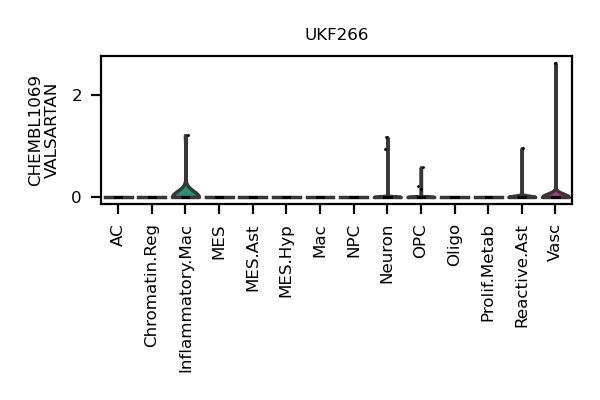 UKF266
CHEMBL1069
VALSARTAN
2
0
AC
Chromatin.Reg
Inflammatory.Mac
MES
MES.Ast
MES.Hyp
Mac
NPC
Neuron
OPC
Oligo
Prolif.Metab
Reactive.Ast
Vasc